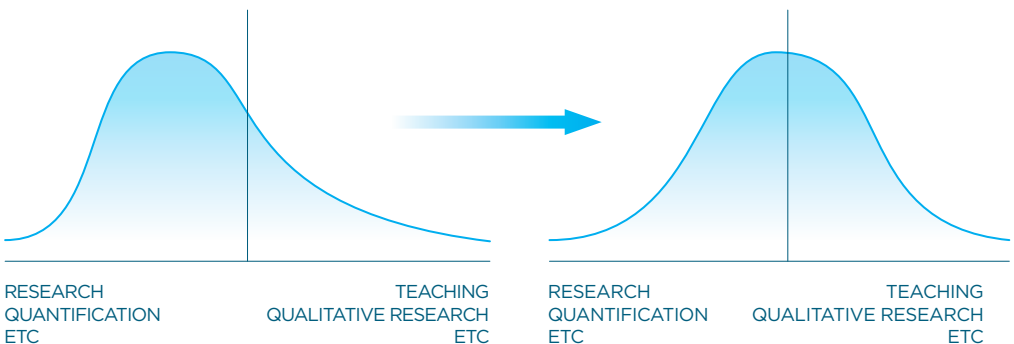 RESEARCH
QUANTIFICATION
ETC
TEACHING
QUALITATIVE RESEARCH
ETC
RESEARCH
QUANTIFICATION
ETC
TEACHING
QUALITATIVE RESEARCH
ETC